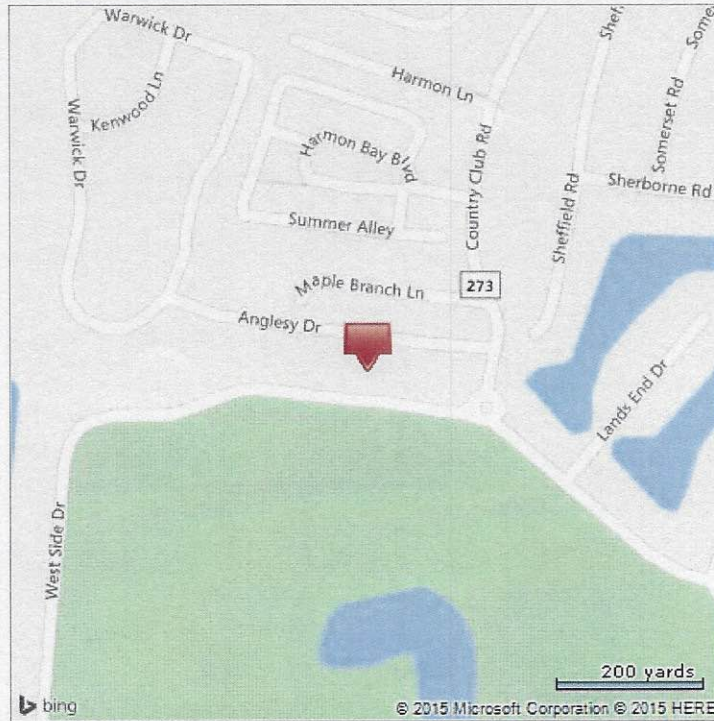 Warwick Dr
Shef
Somer
Harmon Ln
Kenwood Ln
Warwick Dr
Harmon Bay Blvd
Country Club Rd
Somerset Rd
Sheffield Rd
Sherborne Rd
Summer Alley
Maple Branch Ln
273
Anglesy Dr
Lands End Dr
West Side Dr
200 yards
bing
© 2015 Microsoft Corporation © 2015 HERE